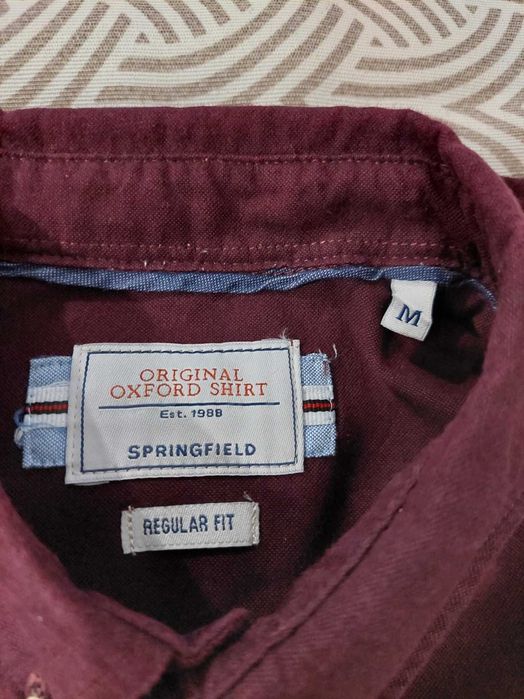 M
ORIGINAL
OXFORD SHIRT
Est. 1988
SPRINGFIELD
REGULAR FIT